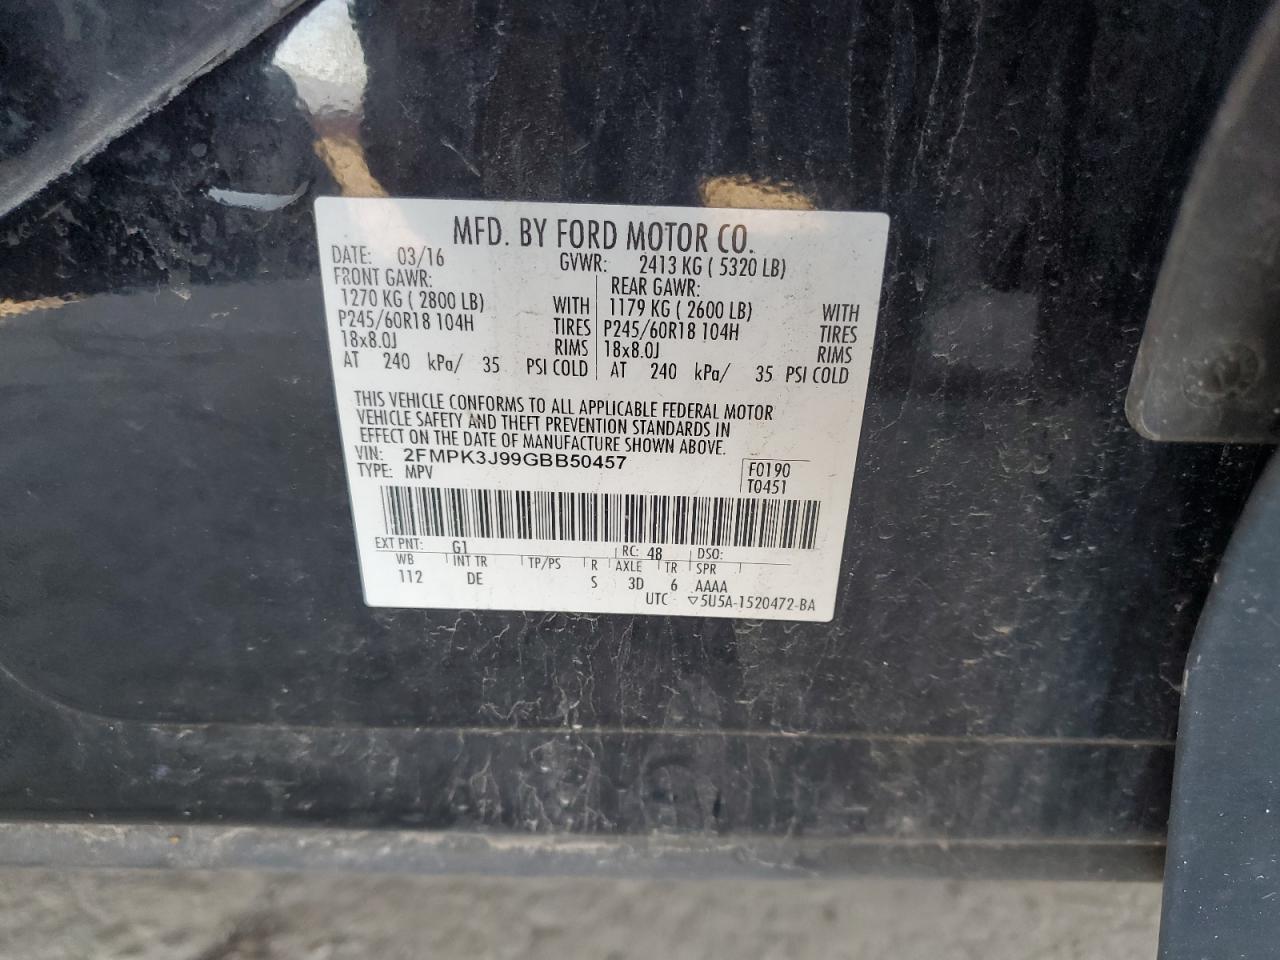 MFD. BY FORD MOTOR CO.
DATE: 03/16 GVWR: 2413 KG ( 5320 LB)
FRONT GAWR: REAR GAWR:
1270 KG ( 2800 LB) WITH 1179 KG ( 2600 LB) WITH
P245/60R18 104H TIRES P245/60R18 104H TIRES
18x8.0J RIMS 18x8.0J RIMS
AT 240 kPa/ 35 PSI COLD AT 240 kPa/ 35 PSI COLD
THIS VEHICLE CONFORMS TO ALL APPLICABLE FEDERAL MOTOR
VEHICLE SAFETY AND THEFT PREVENTION STANDARDS IN
EFFECT ON THE DATE OF MANUFACTURE SHOWN ABOVE.
VIN: 2FMPK3J99GBB50457 F0190
TYPE: MPV T0451
EXT PNT: G1 RC: 48 DSO:
WB INT TR TP/PS R AXLE TR SPR
112 DE S 3D 6 AAAA
UTC ▽5U5A-1520472-BA